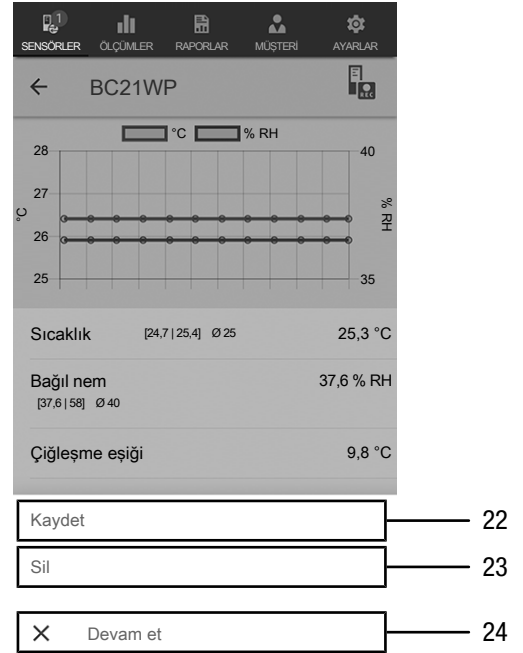 1
SENSÖRLER ÖLÇÜMLER RAPORLAR MÜŞTERİ AYARLAR
BC21WP
REC
°C % RH
28 40
27
°C % RH
26
25 35
Sıcaklık [24,7 | 25,4] Ø 25 25,3 °C
Bağıl nem 37,6 % RH
[37,6 | 58] Ø 40
Çiğleşme eşiği 9,8 °C
Kaydet 22
Sil 23
Devam et 24